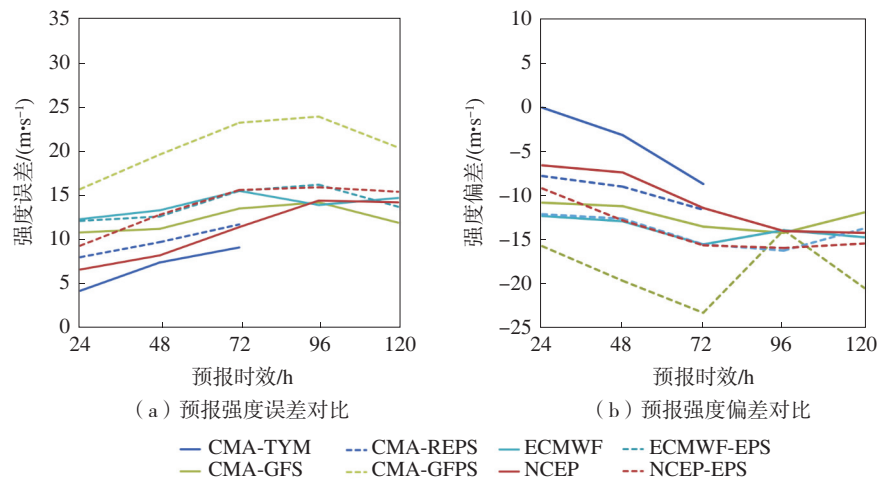 35
30
25
20
15
10
5
0
强度误差/(m•s⁻¹)
24 48 72 96 120
预报时效/h
（a）预报强度误差对比
10
5
0
−5
−10
−15
−20
−25
强度偏差/(m•s⁻¹)
24 48 72 96 120
预报时效/h
（b）预报强度偏差对比
CMA-TYM CMA-REPS ECMWF ECMWF-EPS
CMA-GFS CMA-GFPS NCEP NCEP-EPS